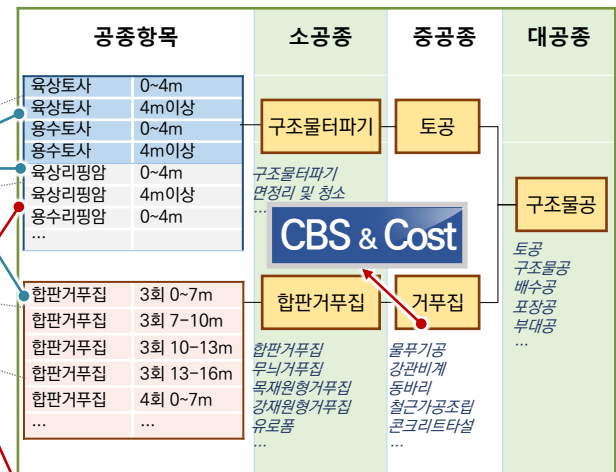 공종항목 소공종 중공종 대공종
육상토사 0~4m
육상토사 4m이상
용수토사 0~4m
용수토사 4m이상
육상리핑암 0~4m
육상리핑암 4m이상
용수리핑암 0~4m
...
구조물터파기
토공
구조물터파기
면정리 및 청소
...
구조물공
토공
구조물공
배수공
포장공
부대공
...
CBS & Cost
합판거푸집 3회 0~7m
합판거푸집 3회 7-10m
합판거푸집 3회 10-13m
합판거푸집 3회 13-16m
합판거푸집 4회 0~7m
... ...
합판거푸집
거푸집
합판거푸집
무늬거푸집
목재원형거푸집
강재원형거푸집
유로폼
...
물푸기공
강관비계
동바리
철근가공조립
콘크리트타설
...